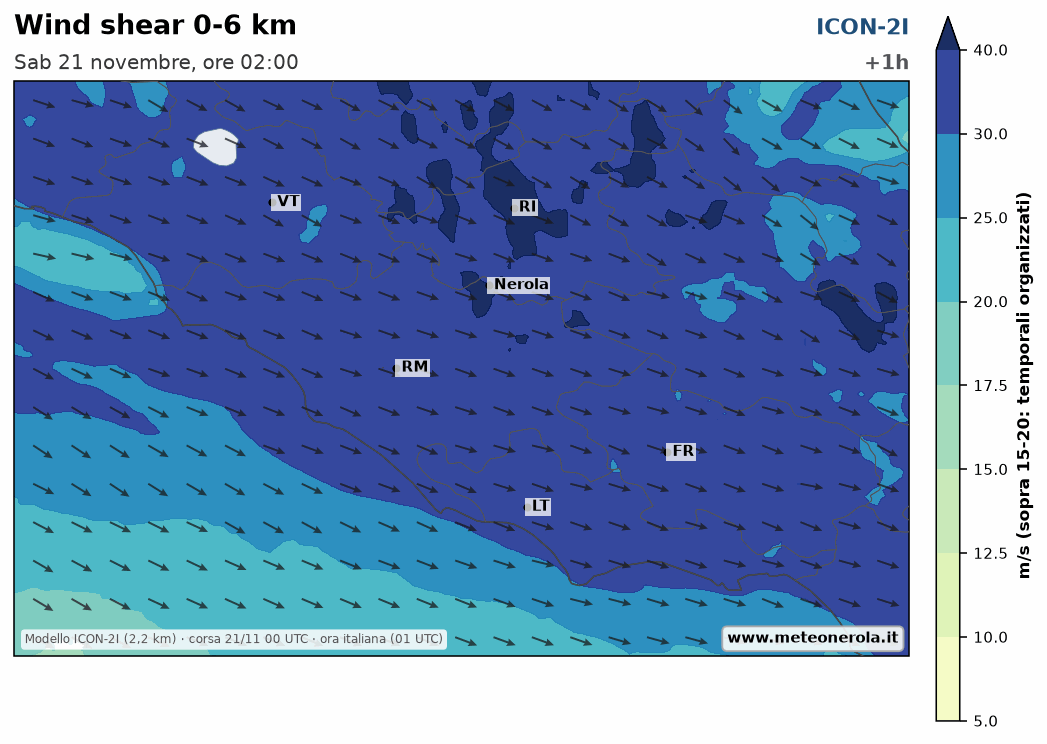 Wind shear 0-6 km
ICON-2I
Sab 21 novembre, ore 02:00
+1h
VT
RI
Nerola
RM
FR
LT
Modello ICON-2I (2,2 km) · corsa 21/11 00 UTC · ora italiana (01 UTC)
www.meteonerola.it
40.0
30.0
25.0
20.0
17.5
15.0
12.5
10.0
5.0
m/s (sopra 15-20: temporali organizzati)